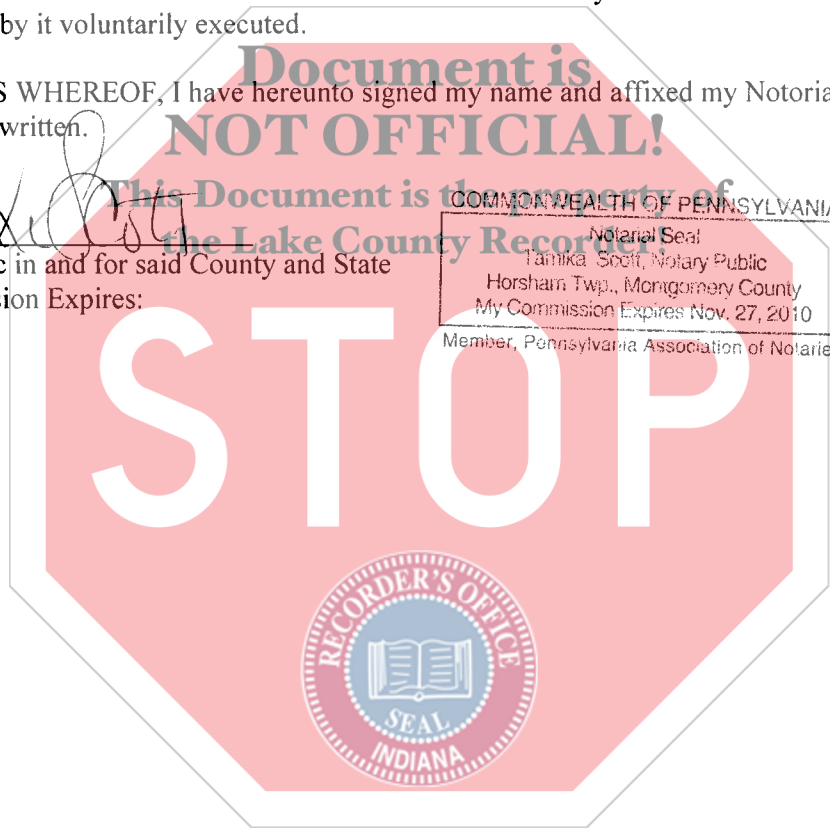 by it voluntarily executed.
Document is
S WHEREOF, I have hereunto signed my name and affixed my Notoria
written.
NOT OFFICIAL!
This Document is the property of
the Lake County Recorder!
COMMONWEALTH OF PENNSYLVANIA
Notarial Seal
Tamika Scott, Notary Public
Horsham Twp., Montgomery County
My Commission Expires Nov. 27, 2010
Member, Pennsylvania Association of Notarie
c in and for said County and State
sion Expires:
STOP
RECORDER'S OFFICE
SEAL
INDIANA